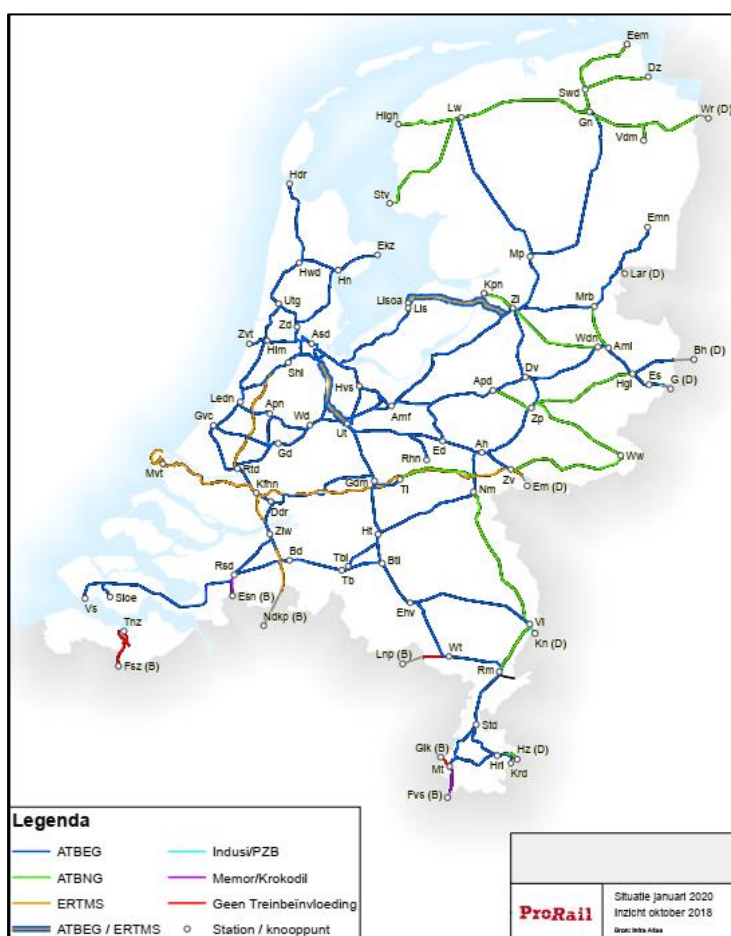 Eem
Dz
Swd
Gn
Wr (D)
Vdm
Hlgh
Lw
Stv
Hdr
Emn
Mp
Ekz
Hwd
Hn
Lar (D)
Kpn
Zl
Mrb
Llsoa
Lls
Utg
Zd
Asd
Zvt
Hlm
Wdn
Aml
Bh (D)
Shl
Hvs
Apd
Dv
Hgl
Es
G (D)
Ledn
Apn
Wd
Amf
Zp
Gvc
Gd
Ut
Ed
Ah
Rhn
Ww
Mvt
Rtd
Kfhn
Gdm
Tl
Zv
Em (D)
Nm
Ddr
Zlw
Ht
Rsd
Bd
Tbi
Tb
Btl
Vs
Sloe
Esn (B)
Ndkp (B)
Ehv
Vl
Kn (D)
Tnz
Fsz (B)
Lnp (B)
Wt
Rm
Std
Glk (B)
Mt
Hrl
Hz (D)
Krd
Fvs (B)
Legenda
ATBEG
Indusi/PZB
ATBNG
Memor/Krokodil
ERTMS
Geen Treinbeïnvloeding
ATBEG / ERTMS
Station / knooppunt
ProRail
Situatie januari 2020
Inzicht oktober 2018
Bron: Infra Atlas